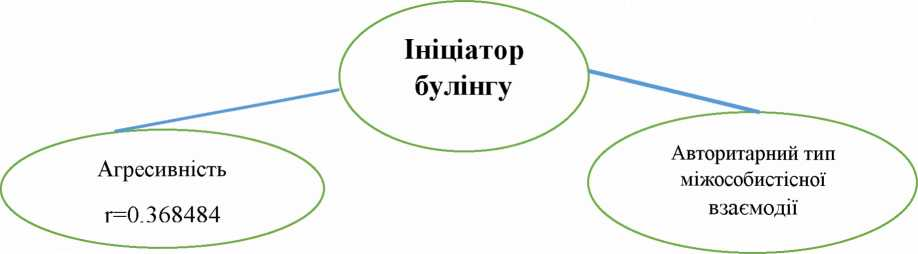 Ініціатор
булінгу
Агресивність
r=0.368484
Авторитарний тип
міжособистісної
взаємодії